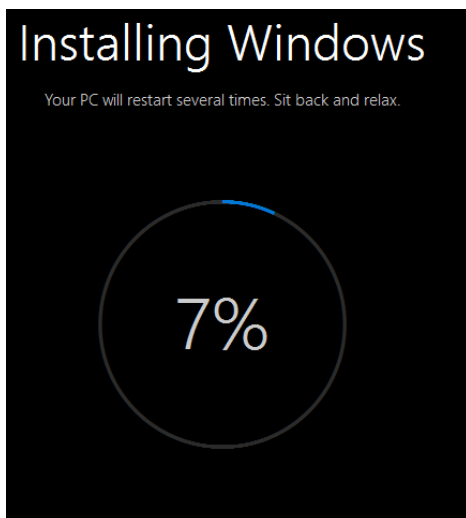 Installing Windows
Your PC will restart several times. Sit back and relax.
7%